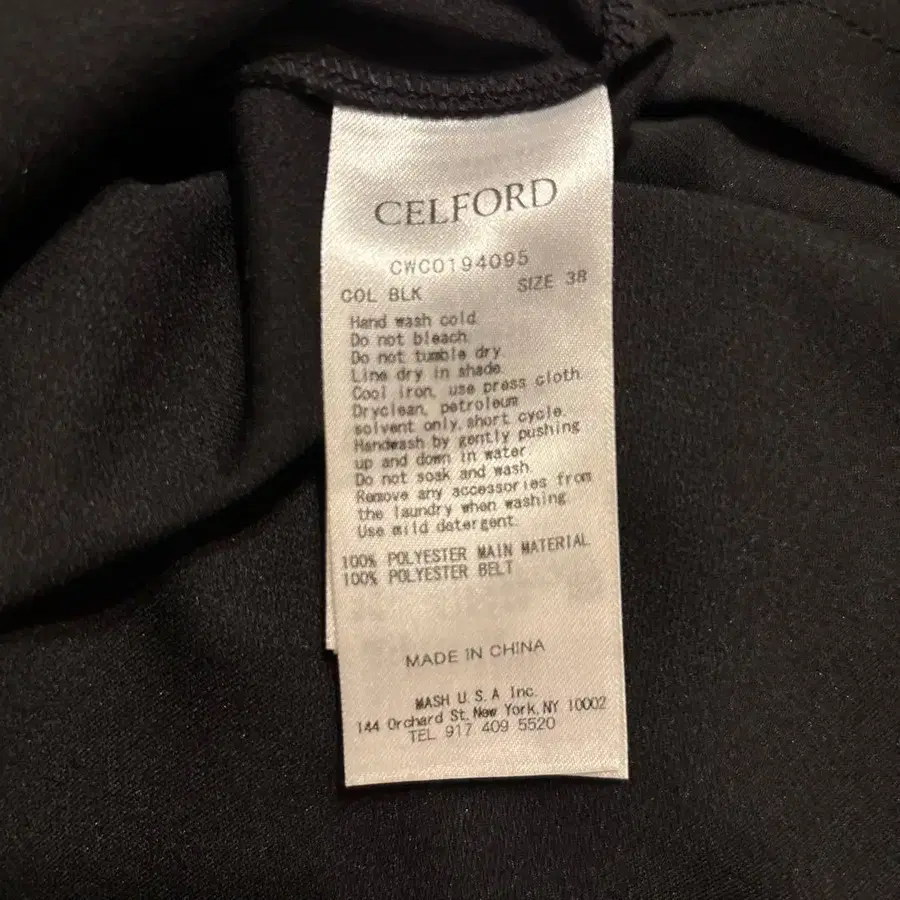 CELFORD
CWCO194095
COL BLK SIZE 38
Hand wash cold.
Do not bleach.
Do not tumble dry.
Line dry in shade.
Cool iron, use press cloth.
Dryclean, petroleum
solvent only, short cycle.
Handwash by gently pushing
up and down in water
Do not soak and wash.
Remove any accessories from
the laundry when washing
Use mild detergent.
100% POLYESTER MAIN MATERIAL
100% POLYESTER BELT
MADE IN CHINA
MASH U.S.A Inc.
144 Orchard St, New York, NY 10002
TEL 917 409 5520